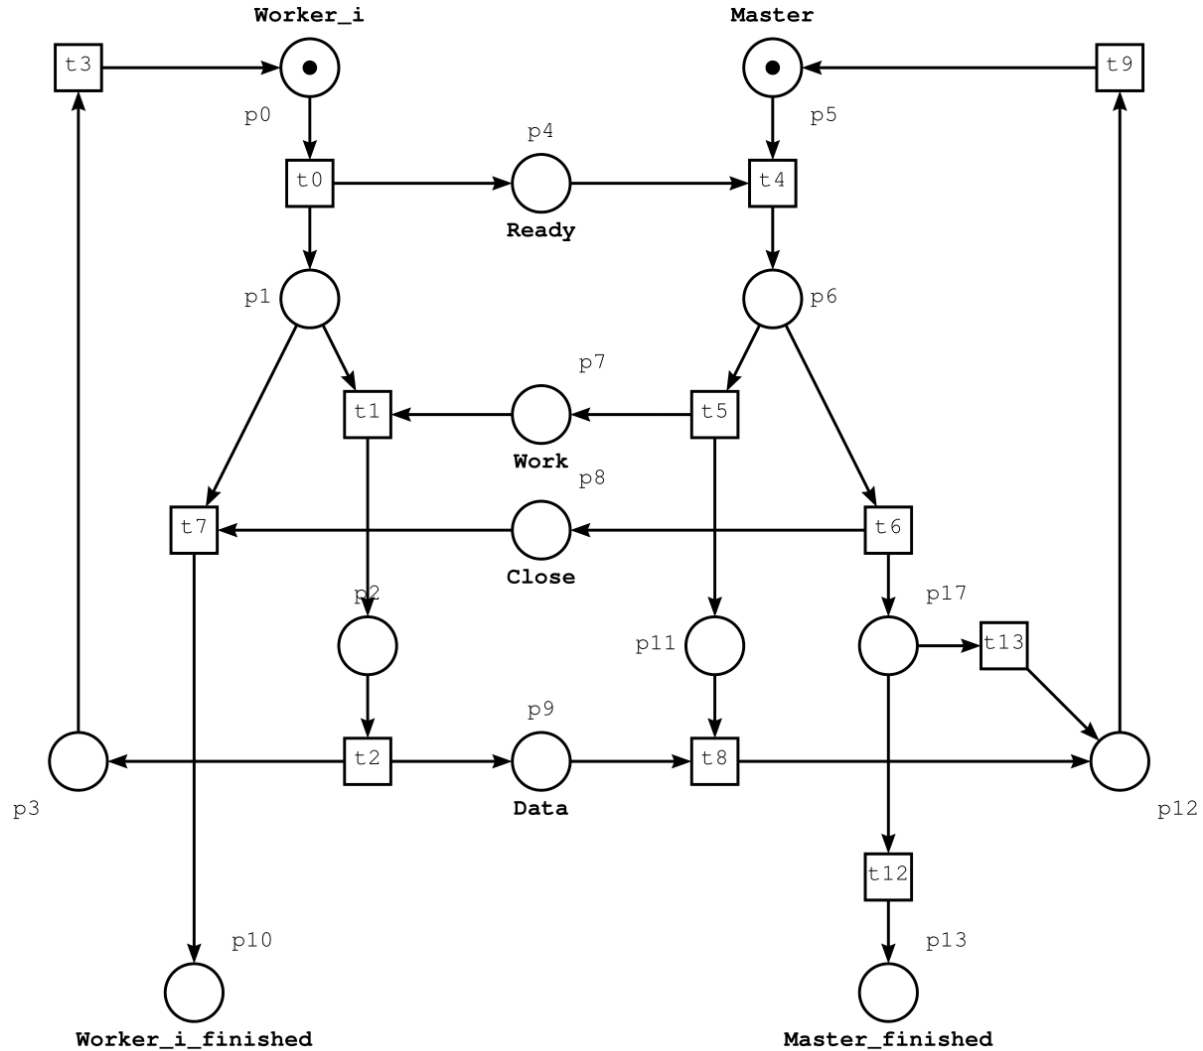 Worker_i
Master
t3
t9
p0
p4
p5
t0
t4
Ready
p1
p6
p7
t1
t5
Work
p8
t7
t6
Close
p2
p17
p11
t13
p9
t2
t8
p3
Data
p12
t12
p10
p13
Worker_i_finished
Master_finished